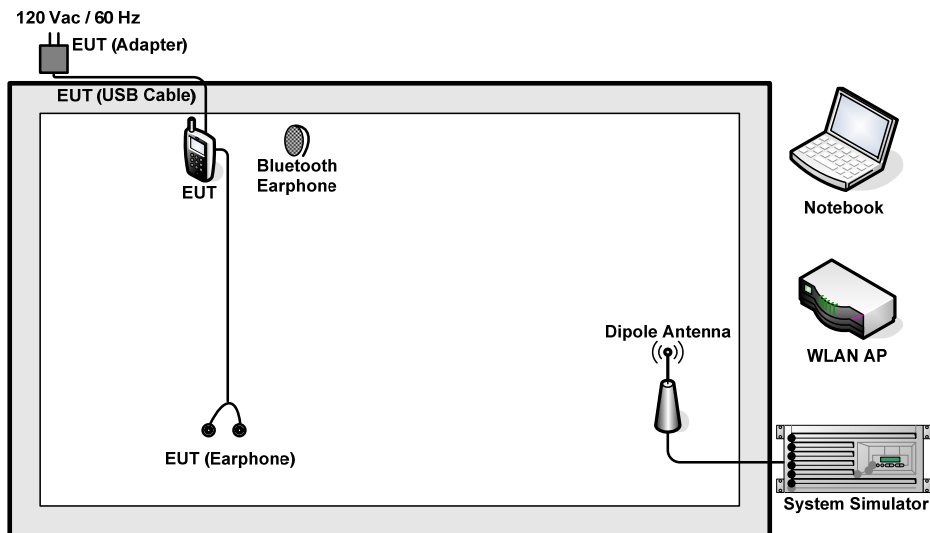 120 Vac / 60 Hz
EUT (Adapter)
EUT (USB Cable)
EUT
Bluetooth
Earphone
Notebook
WLAN AP
Dipole Antenna
EUT (Earphone)
System Simulator